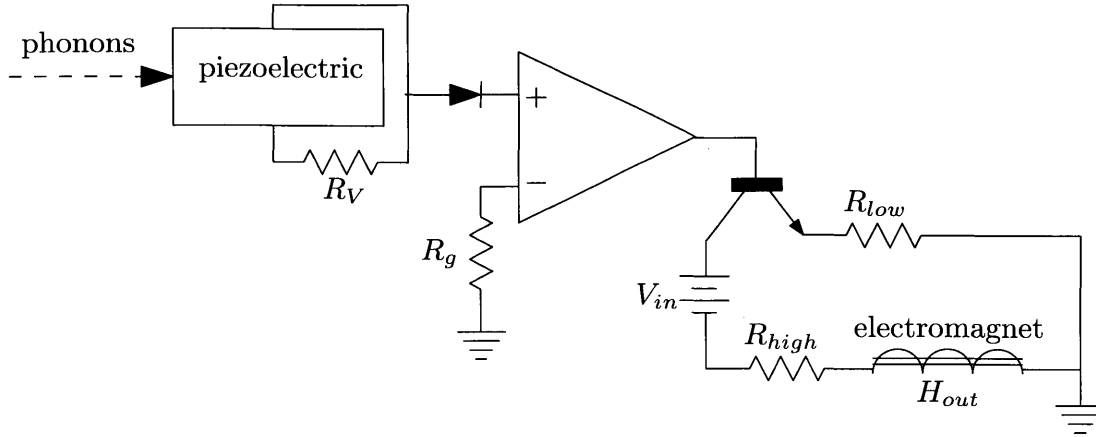 phonons
piezoelectric
R_V
+
−
R_g
R_low
V_in
R_high
electromagnet
H_out